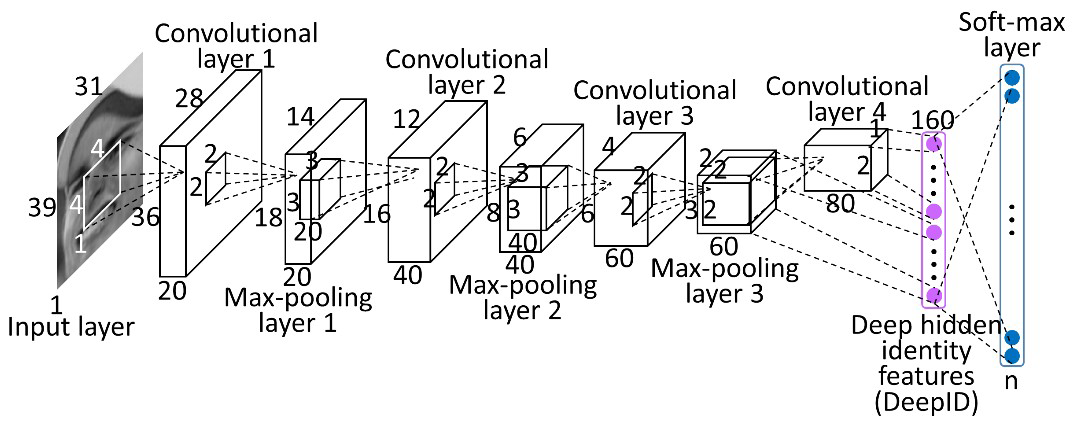 Convolutional
layer 1
Convolutional
layer 2
Convolutional
layer 3
Convolutional
layer 4
Soft-max
layer
31
39
4
4
1
1
Input layer
28
36
20
2
2
14
18
20
3
3
20
Max-pooling
layer 1
12
16
40
2
2
6
8
40
3
3
40
Max-pooling
layer 2
4
6
60
2
2
2
3
60
2
2
Max-pooling
layer 3
1
2
80
160
Deep hidden
identity
features
(DeepID)
n